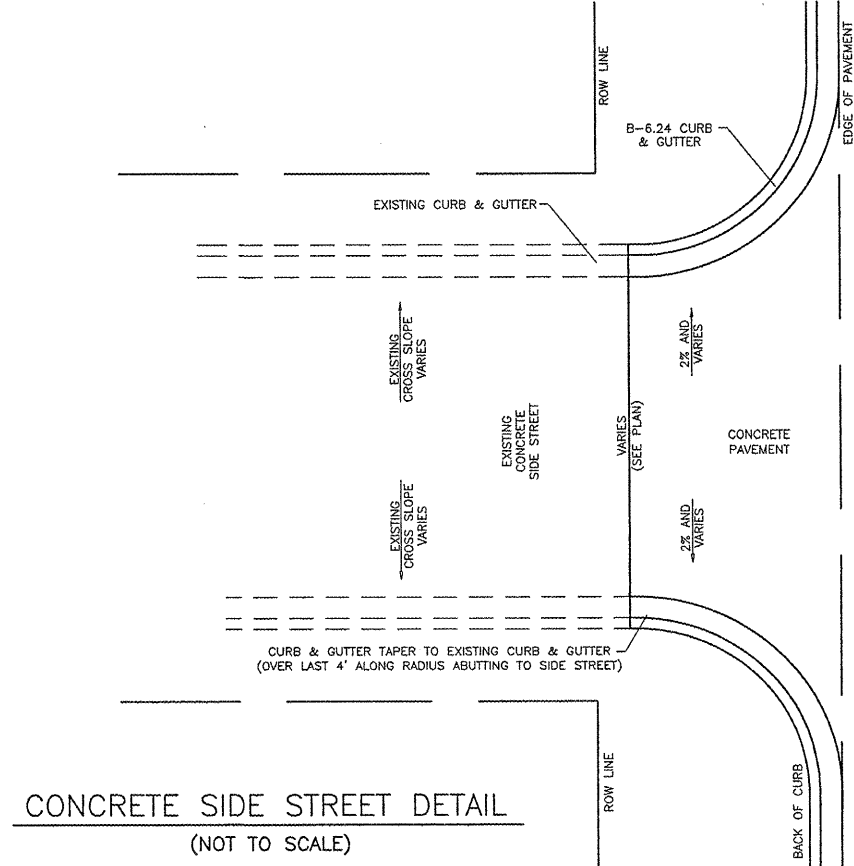 ROW LINE
EDGE OF PAVEMENT
B-6.24 CURB
& GUTTER
EXISTING CURB & GUTTER
EXISTING
CROSS SLOPE
VARIES
2% AND
VARIES
EXISTING
CONCRETE
SIDE STREET
VARIES
(SEE PLAN)
CONCRETE
PAVEMENT
EXISTING
CROSS SLOPE
VARIES
2% AND
VARIES
CURB & GUTTER TAPER TO EXISTING CURB & GUTTER
(OVER LAST 4' ALONG RADIUS ABUTTING TO SIDE STREET)
ROW LINE
BACK OF CURB
CONCRETE SIDE STREET DETAIL
(NOT TO SCALE)